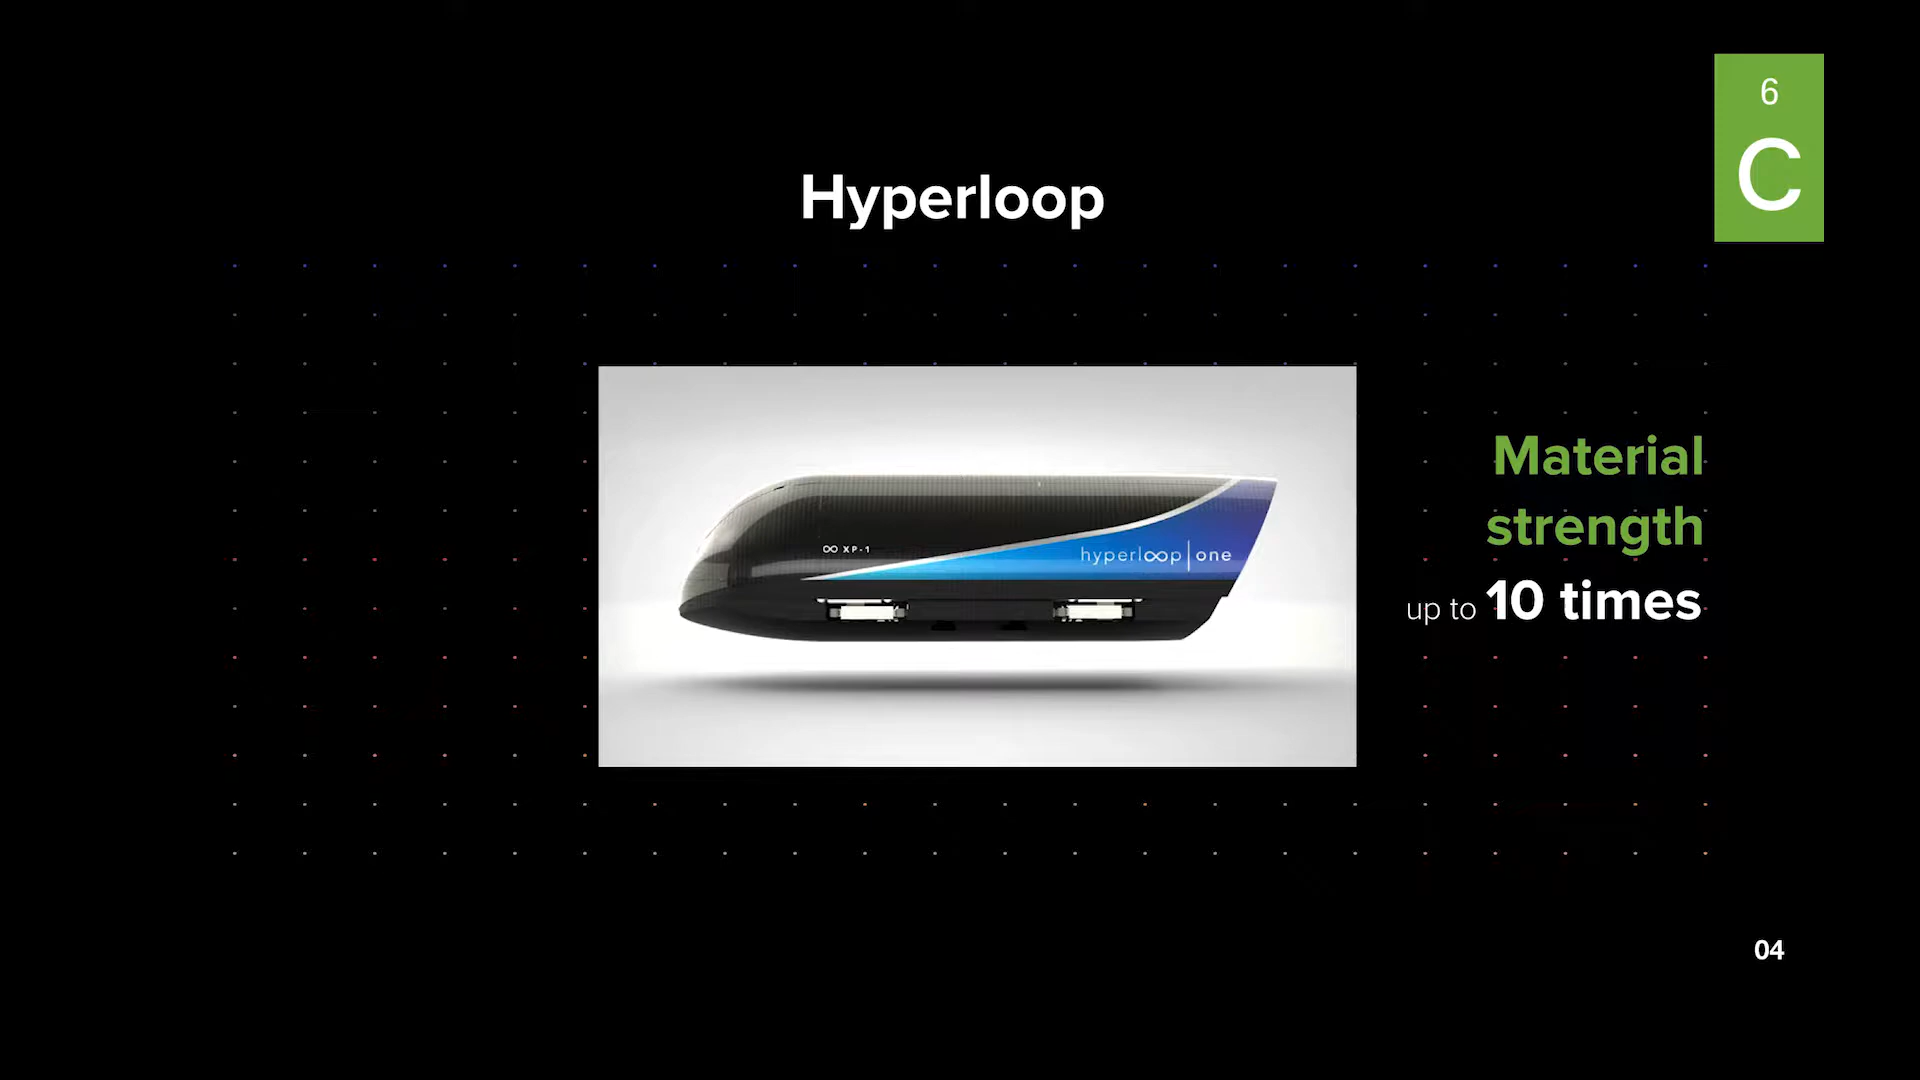 6
C
Hyperloop
Material
strength
up to 10 times
XP-1
hyperloop | one
04